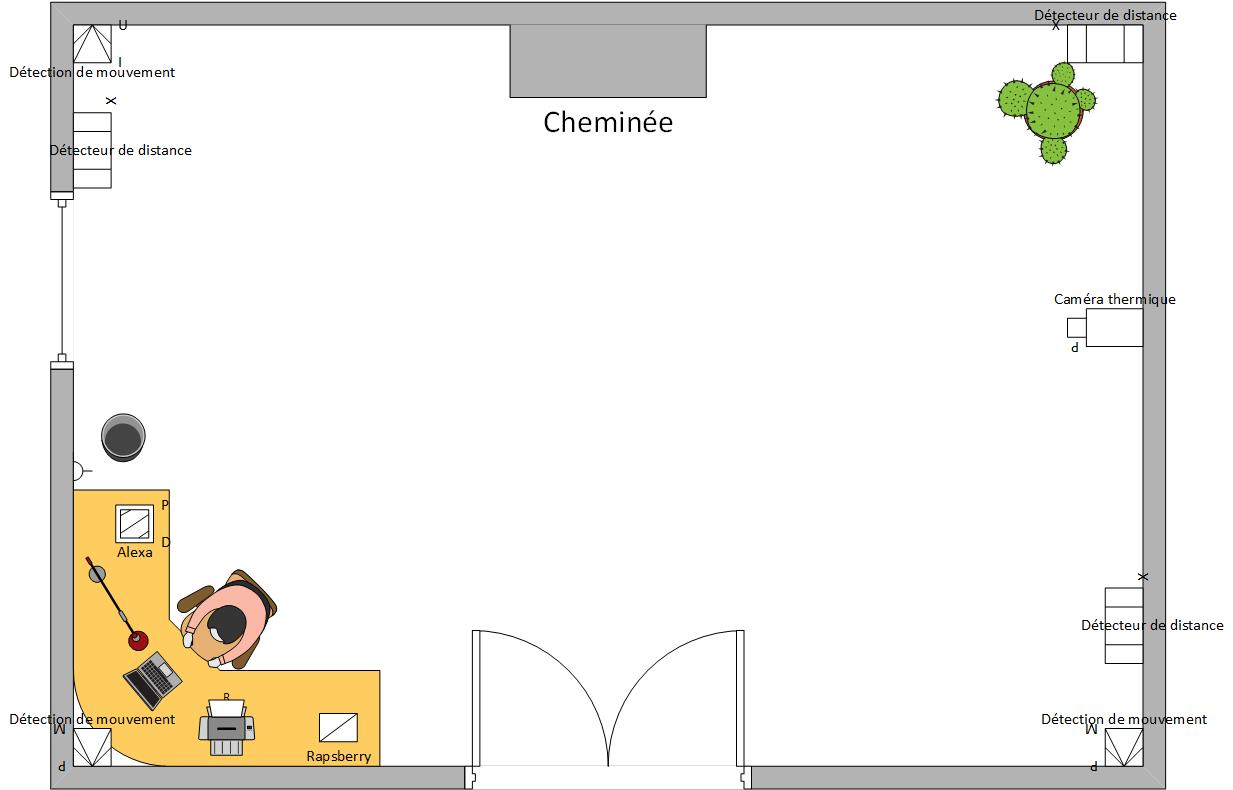 Détecteur de distance
X
U
I
Détection de mouvement
X
Détecteur de distance
Cheminée
Caméra thermique
P
P
D
Alexa
X
Détecteur de distance
R
Détection de mouvement
M
P
Rapsberry
Détection de mouvement
M
P